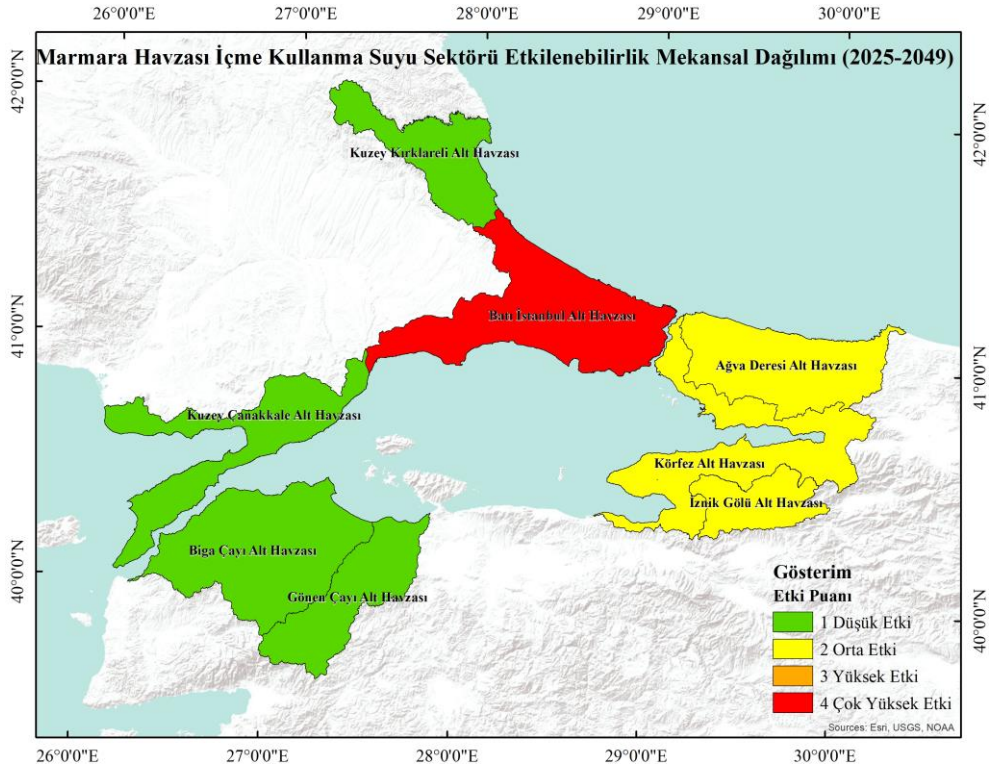 26°0'0"E
27°0'0"E
28°0'0"E
29°0'0"E
30°0'0"E
Marmara Havzası İçme Kullanma Suyu Sektörü Etkilenebilirlik Mekansal Dağılımı (2025-2049)
42°0'0"N
42°0'0"N
Kuzey Kırklareli Alt Havzası
41°0'0"N
Batı İstanbul Alt Havzası
Ağva Deresi Alt Havzası
41°0'0"N
Kuzey Çanakkale Alt Havzası
Körfez Alt Havzası
İznik Gölü Alt Havzası
Biga Çayı Alt Havzası
40°0'0"N
Gönen Çayı Alt Havzası
40°0'0"N
Gösterim
Etki Puanı
1 Düşük Etki
2 Orta Etki
3 Yüksek Etki
4 Çok Yüksek Etki
Sources: Esri, USGS, NOAA
26°0'0"E
27°0'0"E
28°0'0"E
29°0'0"E
30°0'0"E